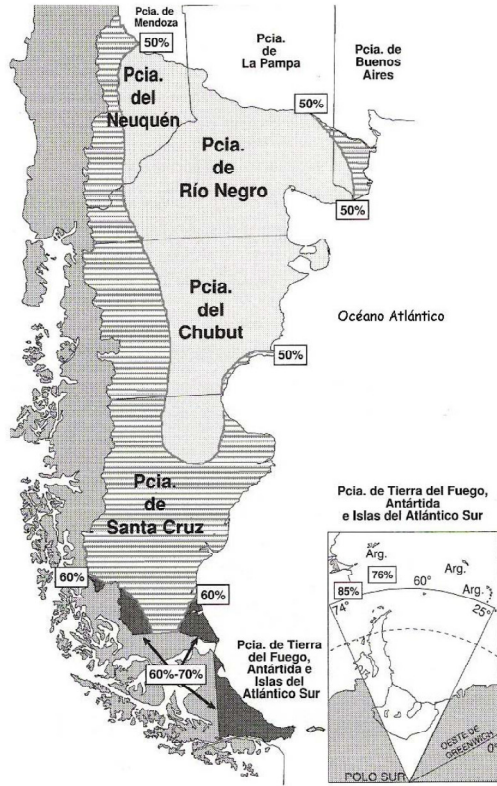 Pcia. de
Mendoza
50%
Pcia.
de
La Pampa
Pcia. de
Buenos
Aires
Pcia.
del
Neuquén
50%
Pcia.
de
Río Negro
50%
Pcia.
del
Chubut
Océano Atlántico
50%
Pcia.
de
Santa Cruz
60%
60%
Pcia. de Tierra
del Fuego,
Antártida e
Islas del
Atlántico Sur
60%-70%
Pcia. de Tierra del Fuego,
Antártida
e Islas del Atlántico Sur
Arg.
76%
85%
74°
60°
Arg.
Arg.
25°
OESTE DE
GREENWICH
0°
POLO SUR